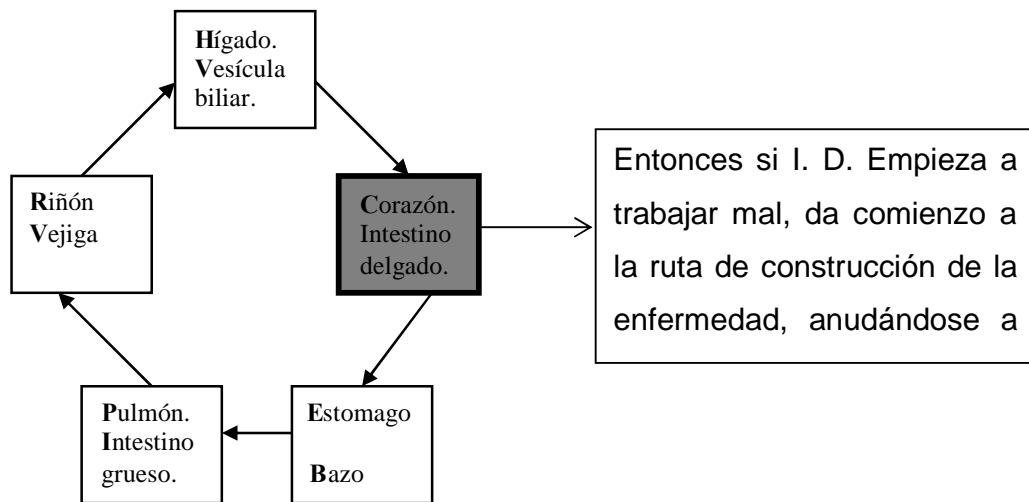 Hígado.
Vesícula
biliar.
Riñón
Vejiga
Corazón.
Intestino
delgado.
Entonces si I. D. Empieza a
trabajar mal, da comienzo a
la ruta de construcción de la
enfermedad, anudándose a
Pulmón.
Intestino
grueso.
Estomago
Bazo